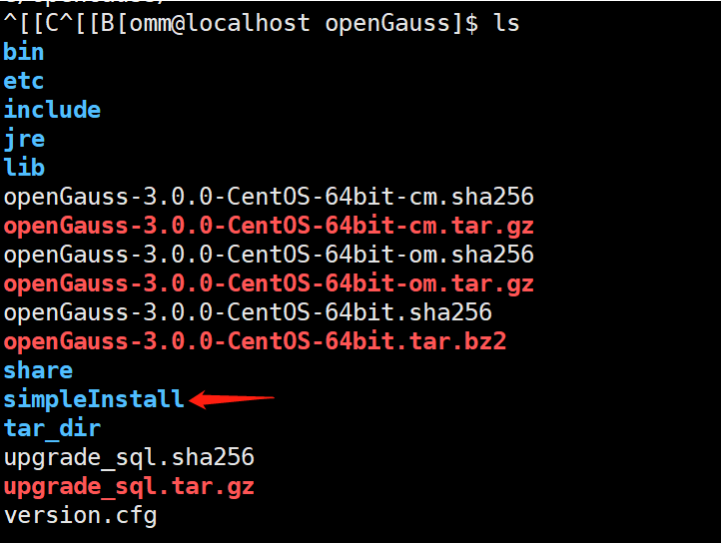 ^[[C^[[B[omm@localhost openGauss]$ ls
bin
etc
include
jre
lib
openGauss-3.0.0-CentOS-64bit-cm.sha256
openGauss-3.0.0-CentOS-64bit-cm.tar.gz
openGauss-3.0.0-CentOS-64bit-om.sha256
openGauss-3.0.0-CentOS-64bit-om.tar.gz
openGauss-3.0.0-CentOS-64bit.sha256
openGauss-3.0.0-CentOS-64bit.tar.bz2
share
simpleInstall
tar_dir
upgrade_sql.sha256
upgrade_sql.tar.gz
version.cfg